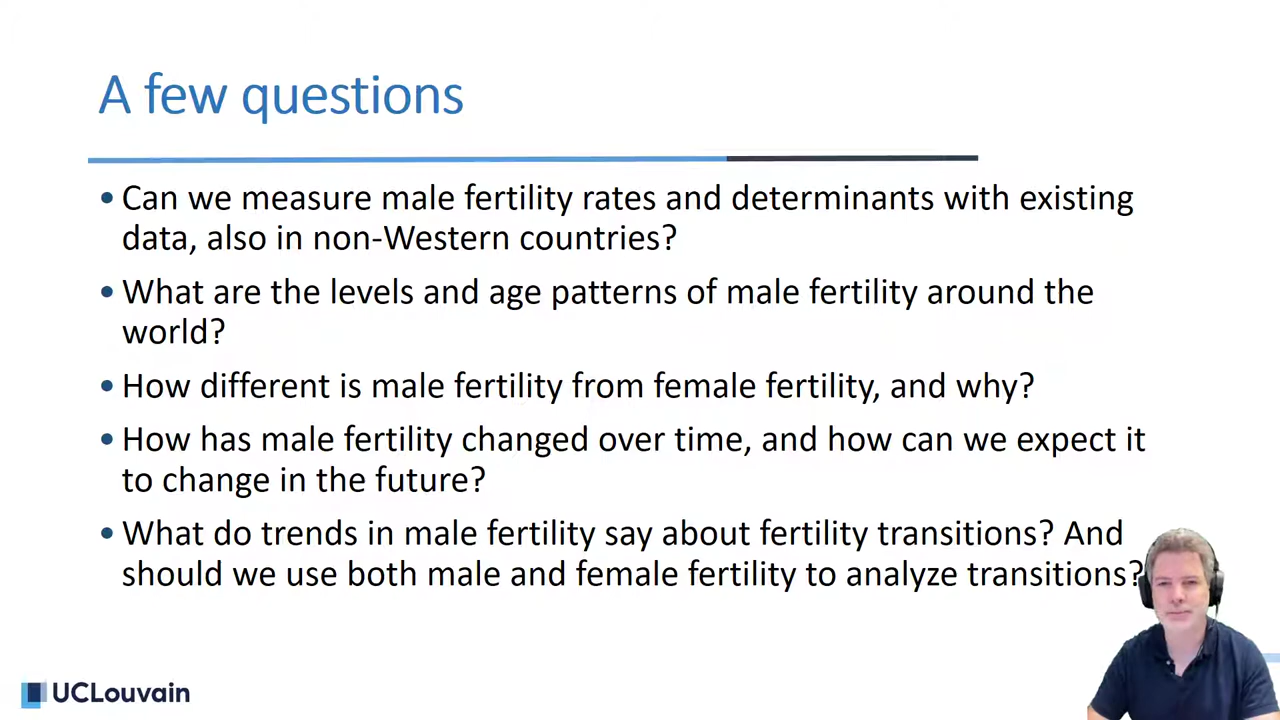 A few questions
• Can we measure male fertility rates and determinants with existing
data, also in non-Western countries?
• What are the levels and age patterns of male fertility around the
world?
• How different is male fertility from female fertility, and why?
• How has male fertility changed over time, and how can we expect it
to change in the future?
• What do trends in male fertility say about fertility transitions? And
should we use both male and female fertility to analyze transitions?
UCLouvain